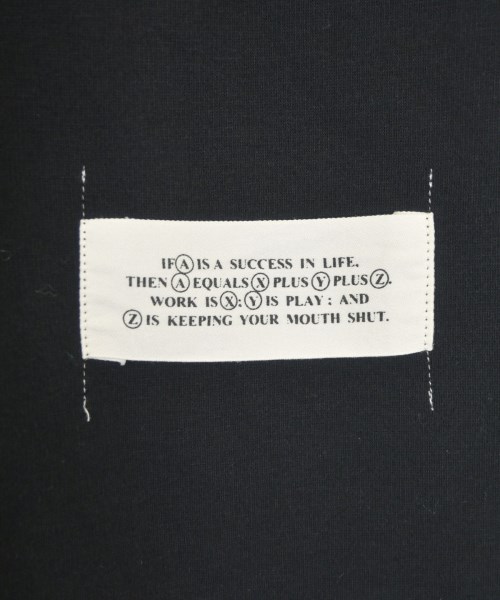 IF Ⓐ IS A SUCCESS IN LIFE.
THEN Ⓐ EQUALS Ⓧ PLUS Ⓨ PLUS Ⓩ.
WORK IS Ⓧ; Ⓨ IS PLAY; AND
Ⓩ IS KEEPING YOUR MOUTH SHUT.